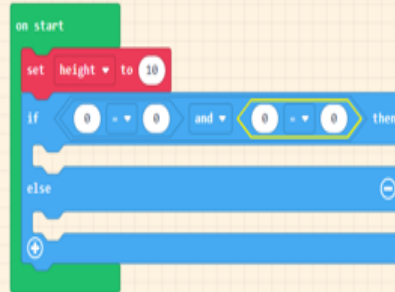 on start
set height to 10
if 0 = 0 and 0 = 0 then
else